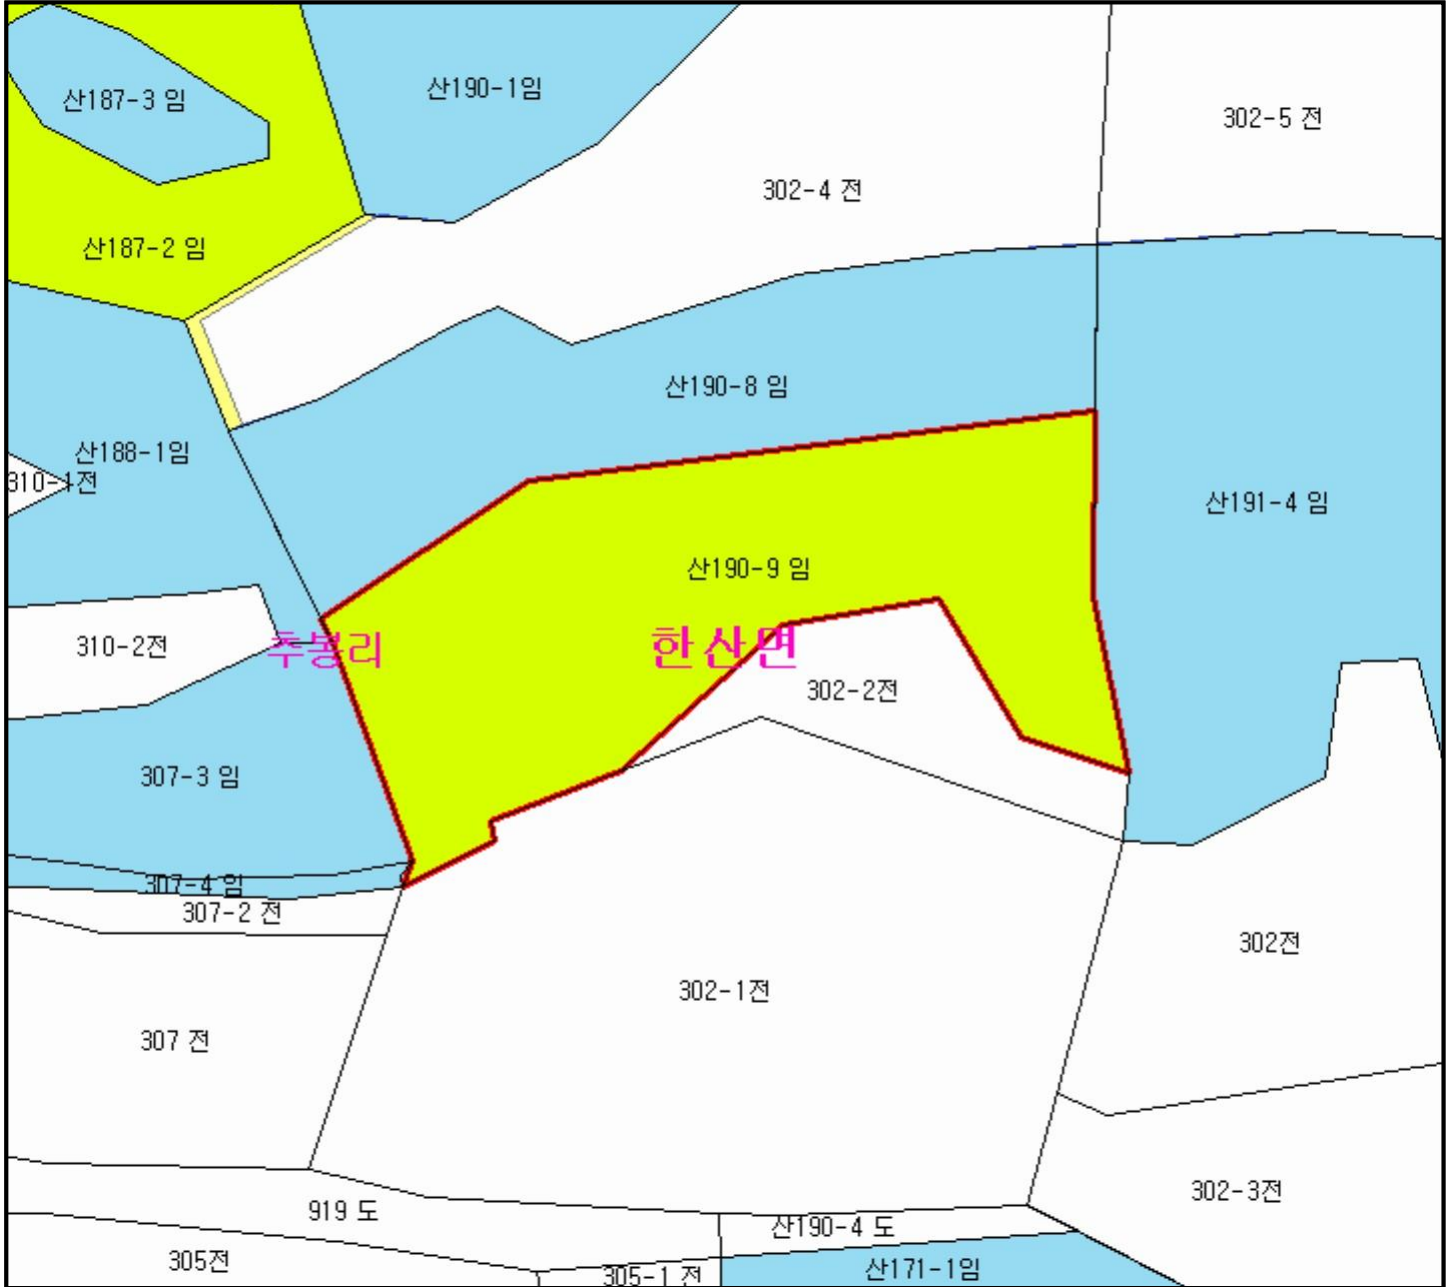 산190-1임
산187-3 임
302-5 전
302-4 전
산187-2 임
산190-8 임
산188-1임
310-1전
산191-4 임
산190-9 임
310-2전
추봉리
한산면
302-2전
307-3 임
307-4 임
307-2 전
302전
302-1전
307 전
302-3전
919 도
산190-4 도
305전
산171-1임
305-1 전